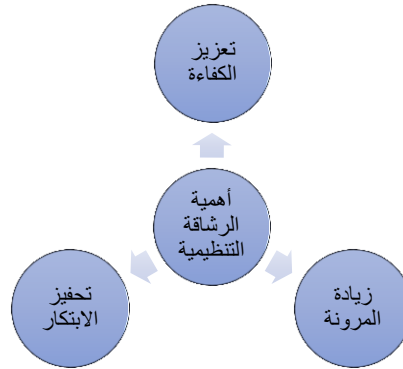 تعزيز
الكفاءة
أهمية
الرشاقة
التنظيمية
زيادة
المرونة
تحفيز
الابتكار